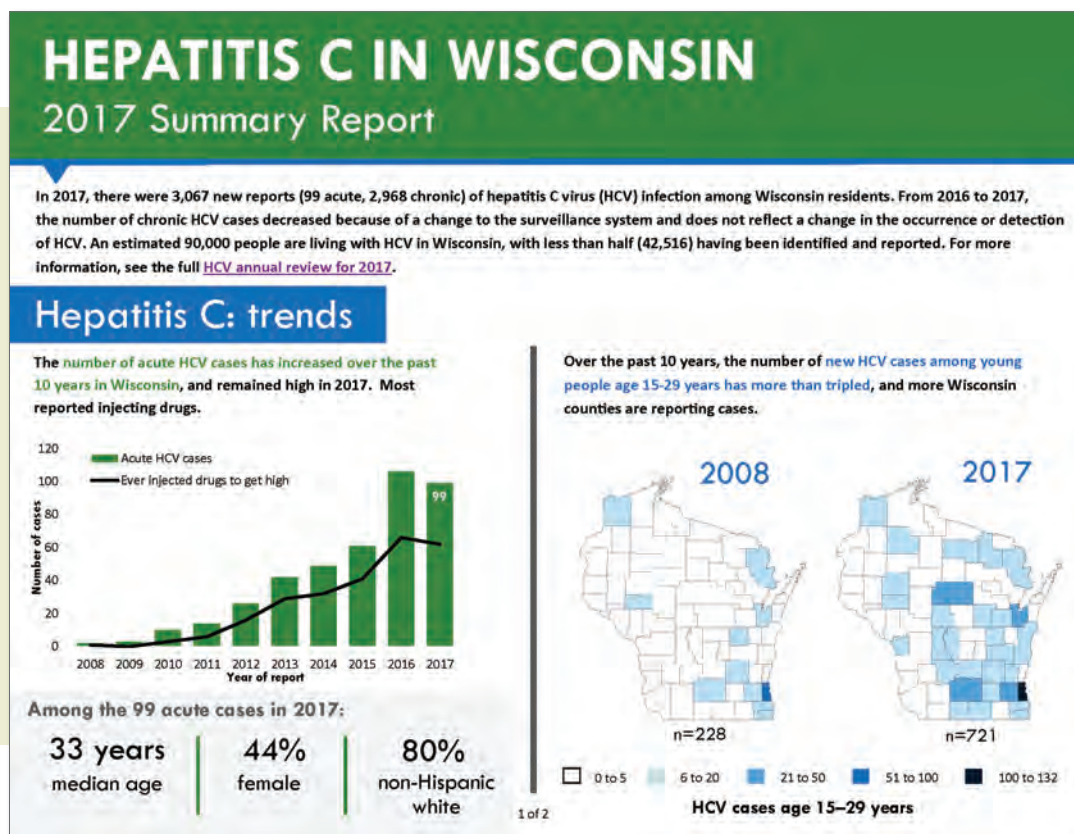 HEPATITIS C IN WISCONSIN
2017 Summary Report
In 2017, there were 3,067 new reports (99 acute, 2,968 chronic) of hepatitis C virus (HCV) infection among Wisconsin residents. From 2016 to 2017,
the number of chronic HCV cases decreased because of a change to the surveillance system and does not reflect a change in the occurrence or detection
of HCV. An estimated 90,000 people are living with HCV in Wisconsin, with less than half (42,516) having been identified and reported. For more
information, see the full HCV annual review for 2017.
Hepatitis C: trends
The number of acute HCV cases has increased over the past
10 years in Wisconsin, and remained high in 2017. Most
reported injecting drugs.
120
100
80
60
40
20
0
Number of cases
Acute HCV cases
Ever injected drugs to get high
99
2008 2009 2010 2011 2012 2013 2014 2015 2016 2017
Year of report
Among the 99 acute cases in 2017:
33 years
median age
44%
female
80%
non-Hispanic
white
Over the past 10 years, the number of new HCV cases among young
people age 15-29 years has more than tripled, and more Wisconsin
counties are reporting cases.
2008
2017
n=228
n=721
0 to 5 6 to 20 21 to 50 51 to 100 100 to 132
HCV cases age 15–29 years
1 of 2